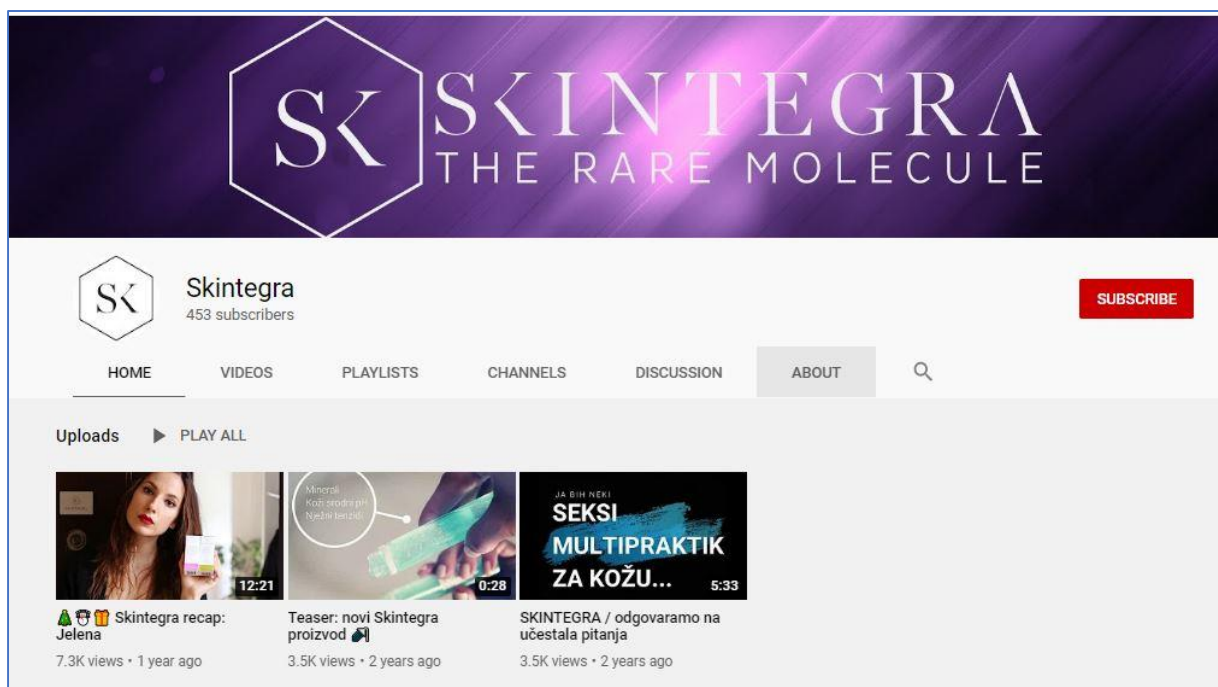 SK
SKINTEGRA
THE RARE MOLECULE
SK
Skintegra
453 subscribers
SUBSCRIBE
HOME VIDEOS PLAYLISTS CHANNELS DISCUSSION ABOUT
Uploads PLAY ALL
12:21
Minerali
Koži srodni pH
Nježni tenzidi
0:28
JA BIH NEKI
SEKSI
MULTIPRAKTIK
ZA KOŽU...
5:33
🎄☃️🎁 Skintegra recap:
Jelena
7.3K views • 1 year ago
Teaser: novi Skintegra
proizvod
3.5K views • 2 years ago
SKINTEGRA / odgovaramo na
učestala pitanja
3.5K views • 2 years ago